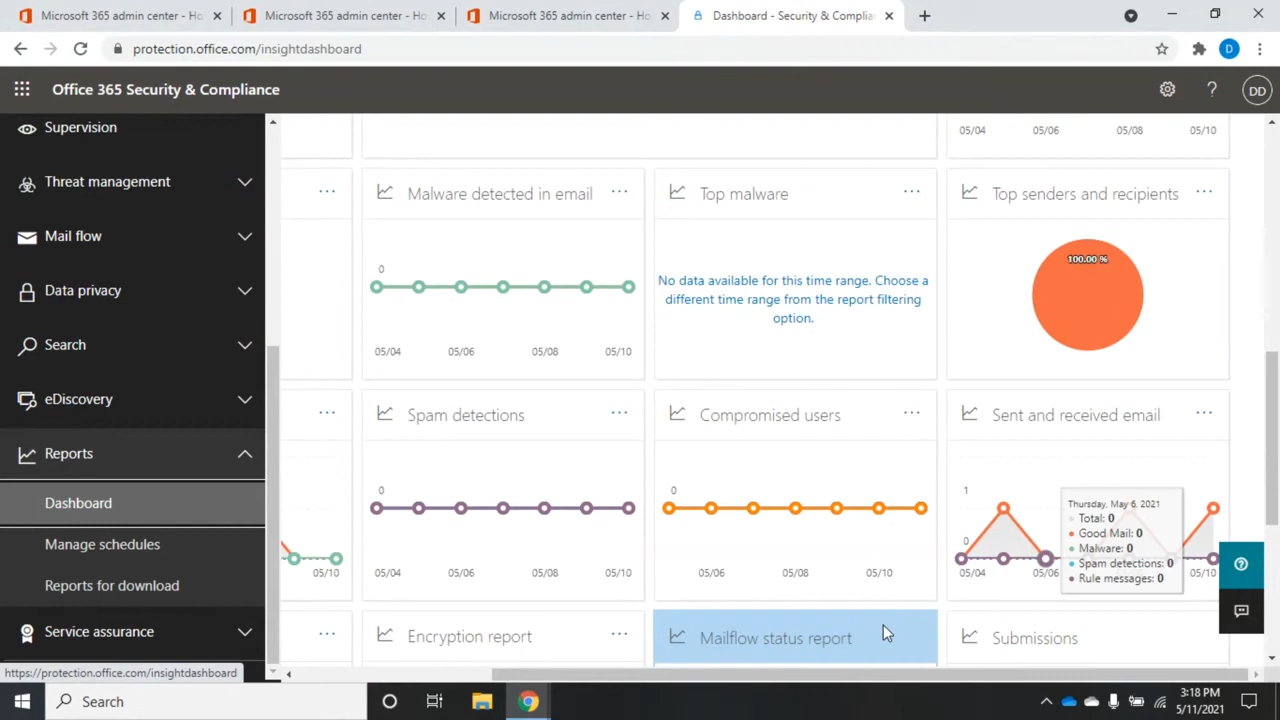 Microsoft 365 admin center - Ho
Microsoft 365 admin center - Ho
Microsoft 365 admin center - Ho
Dashboard - Security & Complia
protection.office.com/insightdashboard
D
Office 365 Security & Compliance
DD
Supervision
Threat management
Mail flow
Data privacy
Search
eDiscovery
Reports
Dashboard
Manage schedules
Reports for download
Service assurance
https://protection.office.com/insightdashboard
05/04 05/06 05/08 05/10
Malware detected in email
0
05/04 05/06 05/08 05/10
Top malware
No data available for this time range. Choose a
different time range from the report filtering
option.
Top senders and recipients
100.00 %
05/10
Spam detections
0
05/04 05/06 05/08 05/10
Compromised users
0
05/06 05/08 05/10
Sent and received email
1
0
05/04 05/06 05/10
Thursday, May 6, 2021
Total: 0
Good Mail: 0
Malware: 0
Spam detections: 0
Rule messages: 0
Encryption report
Mailflow status report
Submissions
Search
3:18 PM
5/11/2021